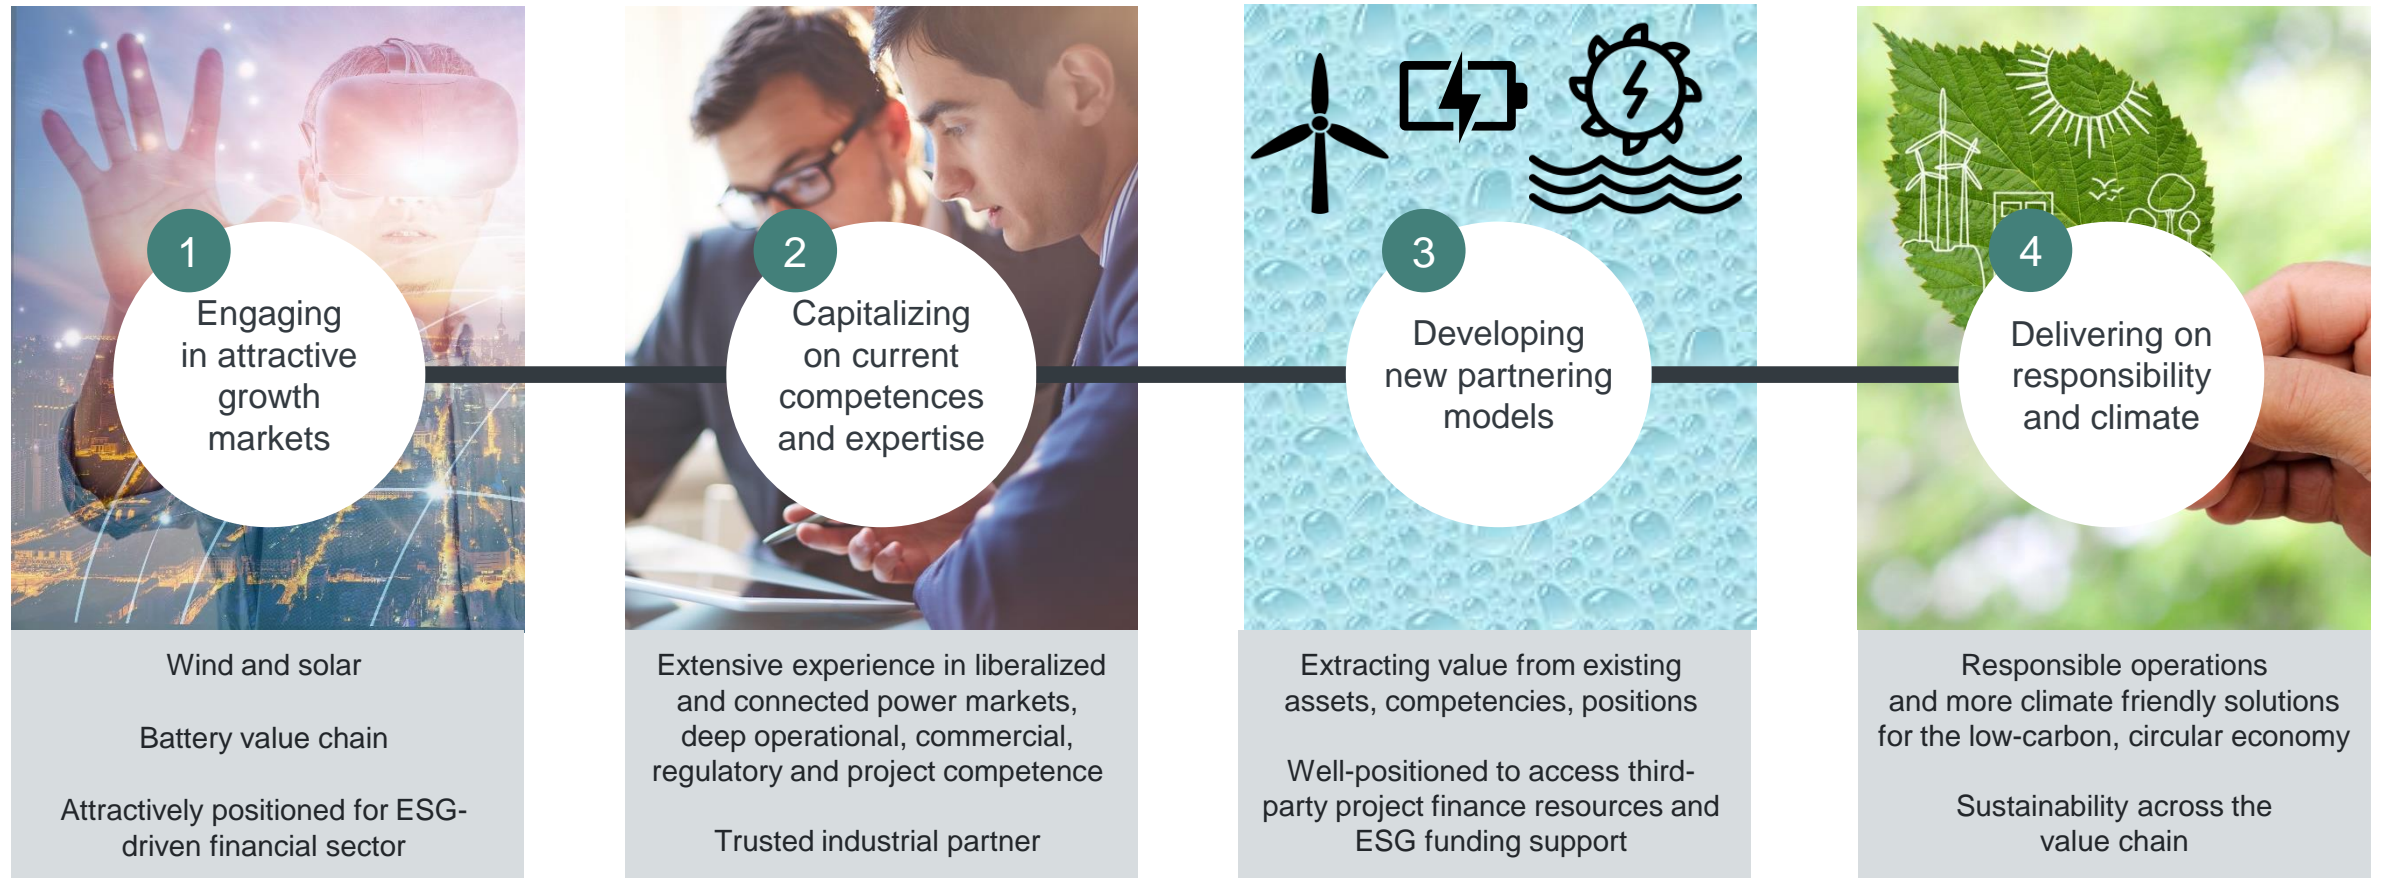 1
Engaging
in attractive
growth
markets
Wind and solar
Battery value chain
Attractively positioned for ESG-
driven financial sector
2
Capitalizing
on current
competences
and expertise
Extensive experience in liberalized
and connected power markets,
deep operational, commercial,
regulatory and project competence
Trusted industrial partner
3
Developing
new partnering
models
Extracting value from existing
assets, competencies, positions
Well-positioned to access third-
party project finance resources and
ESG funding support
4
Delivering on
responsibility
and climate
Responsible operations
and more climate friendly solutions
for the low-carbon, circular economy
Sustainability across the
value chain